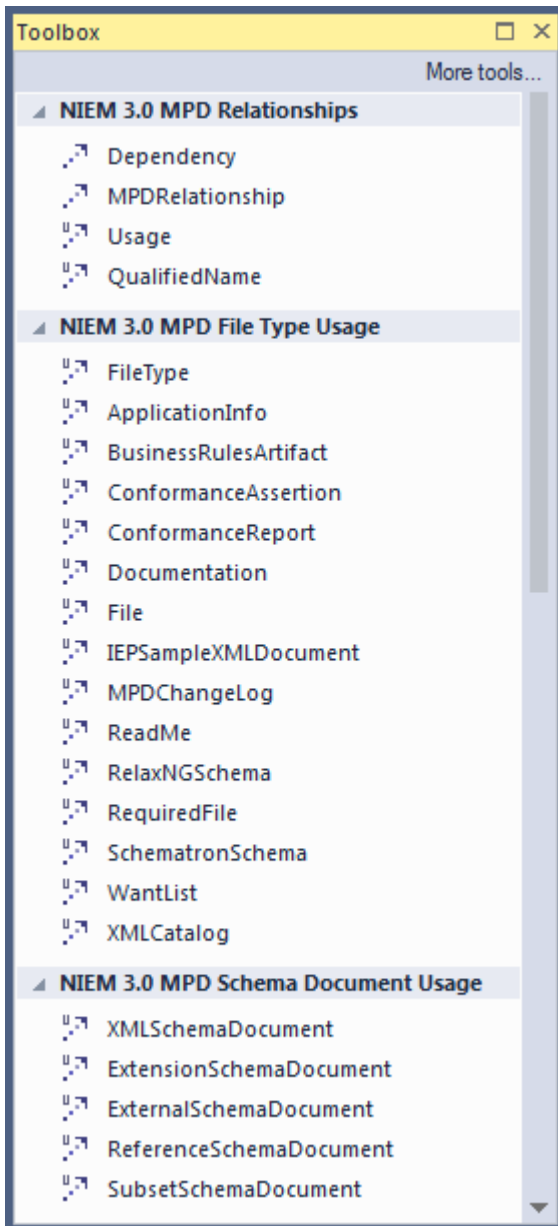 Toolbox
More tools...
NIEM 3.0 MPD Relationships
Dependency
MPDRelationship
Usage
QualifiedName
NIEM 3.0 MPD File Type Usage
FileType
ApplicationInfo
BusinessRulesArtifact
ConformanceAssertion
ConformanceReport
Documentation
File
IEPSampleXMLDocument
MPDChangeLog
ReadMe
RelaxNGSchema
RequiredFile
SchematronSchema
WantList
XMLCatalog
NIEM 3.0 MPD Schema Document Usage
XMLSchemaDocument
ExtensionSchemaDocument
ExternalSchemaDocument
ReferenceSchemaDocument
SubsetSchemaDocument